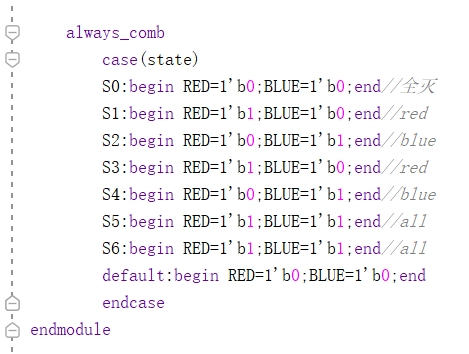 always_comb
case(state)
S0:begin RED=1'b0;BLUE=1'b0;end//全灭
S1:begin RED=1'b1;BLUE=1'b0;end//red
S2:begin RED=1'b0;BLUE=1'b1;end//blue
S3:begin RED=1'b1;BLUE=1'b0;end//red
S4:begin RED=1'b0;BLUE=1'b1;end//blue
S5:begin RED=1'b1;BLUE=1'b1;end//all
S6:begin RED=1'b1;BLUE=1'b1;end//all
default:begin RED=1'b0;BLUE=1'b0;end
endcase
endmodule